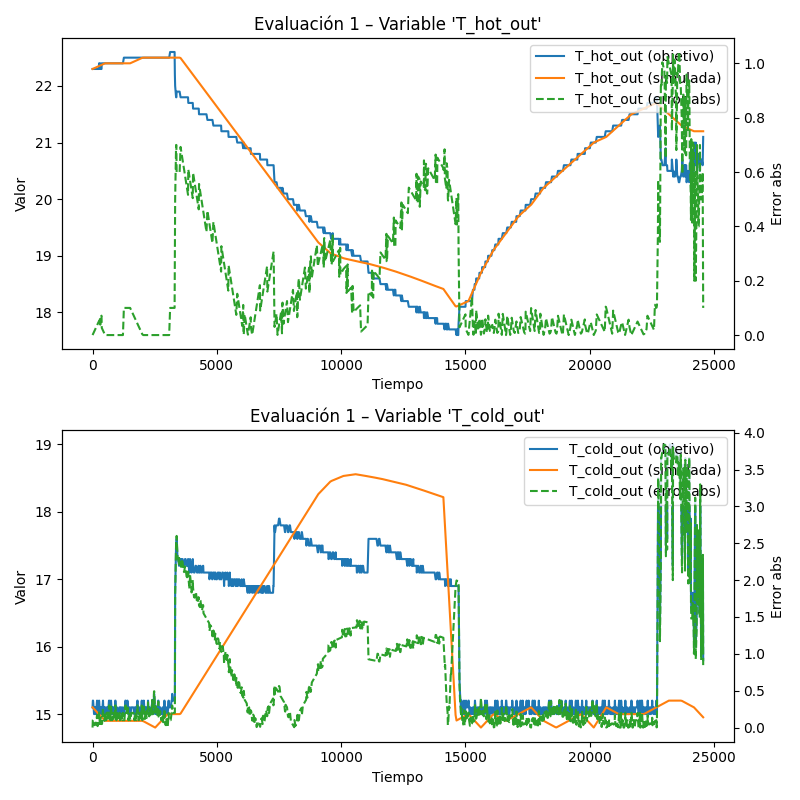 Evaluación 1 – Variable 'T_hot_out'
T_hot_out (objetivo)
T_hot_out (simulada)
T_hot_out (error abs)
Valor
22
21
20
19
18
1.0
0.8
0.6
0.4
0.2
0.0
Error abs
0 5000 10000 15000 20000 25000
Tiempo
Evaluación 1 – Variable 'T_cold_out'
T_cold_out (objetivo)
T_cold_out (simulada)
T_cold_out (error abs)
Valor
19
18
17
16
15
4.0
3.5
3.0
2.5
2.0
1.5
1.0
0.5
0.0
Error abs
0 5000 10000 15000 20000 25000
Tiempo